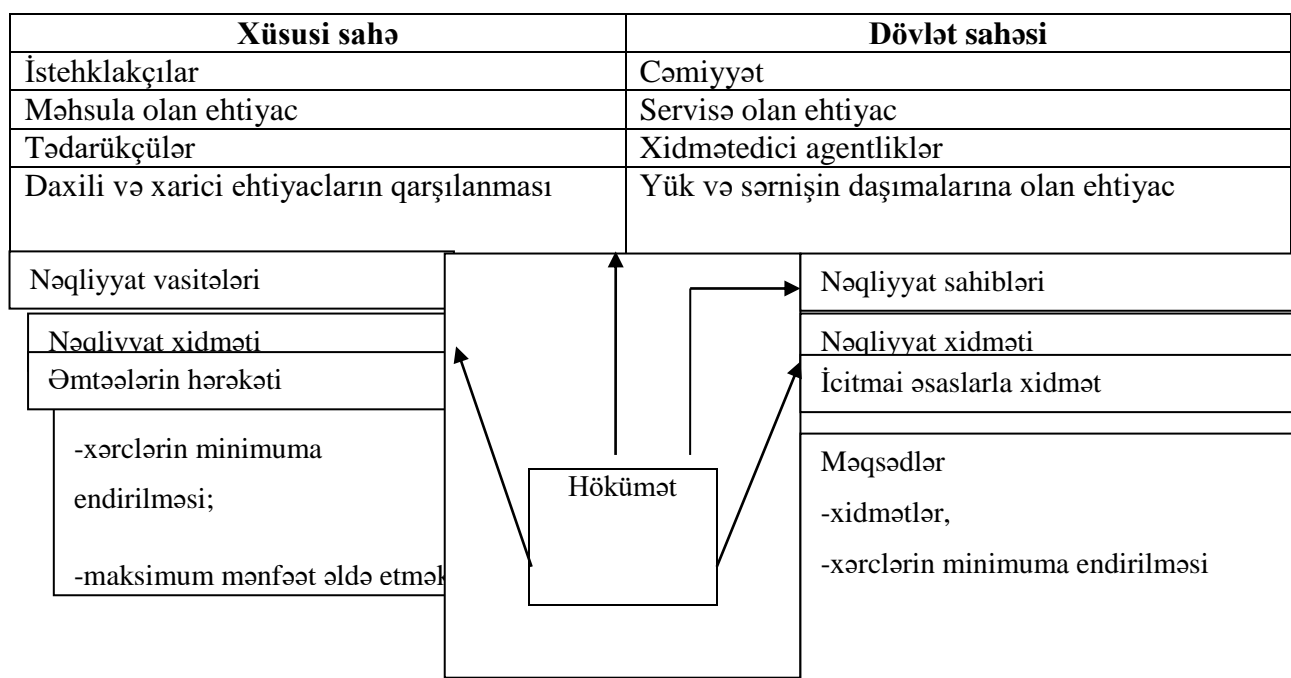 Xüsusi sahə
Dövlət sahəsi
İstehklakçılar
Cəmiyyət
Məhsula olan ehtiyac
Servisə olan ehtiyac
Tədarükçülər
Xidmətedici agentliklər
Daxili və xarici ehtiyacların qarşılanması
Yük və sərnişin daşımalarına olan ehtiyac
Nəqliyyat vasitələri
Nəqliyyat sahibləri
Nəqliyyat xidməti
Nəqliyyat xidməti
Əmtəələrin hərəkəti
İcitmai əsaslarla xidmət
-xərclərin minimuma
endirilməsi;
-maksimum mənfəət əldə etmək
Hökümət
Məqsədlər
-xidmətlər,
-xərclərin minimuma endirilməsi